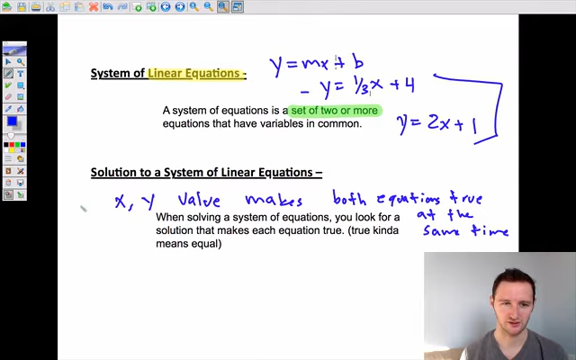 y = mx + b
System of Linear Equations -
- y = 1/3x + 4
A system of equations is a set of two or more
equations that have variables in common.
y = 2x + 1
Solution to a System of Linear Equations –
x, y value makes both equations true
at the
same time
When solving a system of equations, you look for a
solution that makes each equation true. (true kinda
means equal)